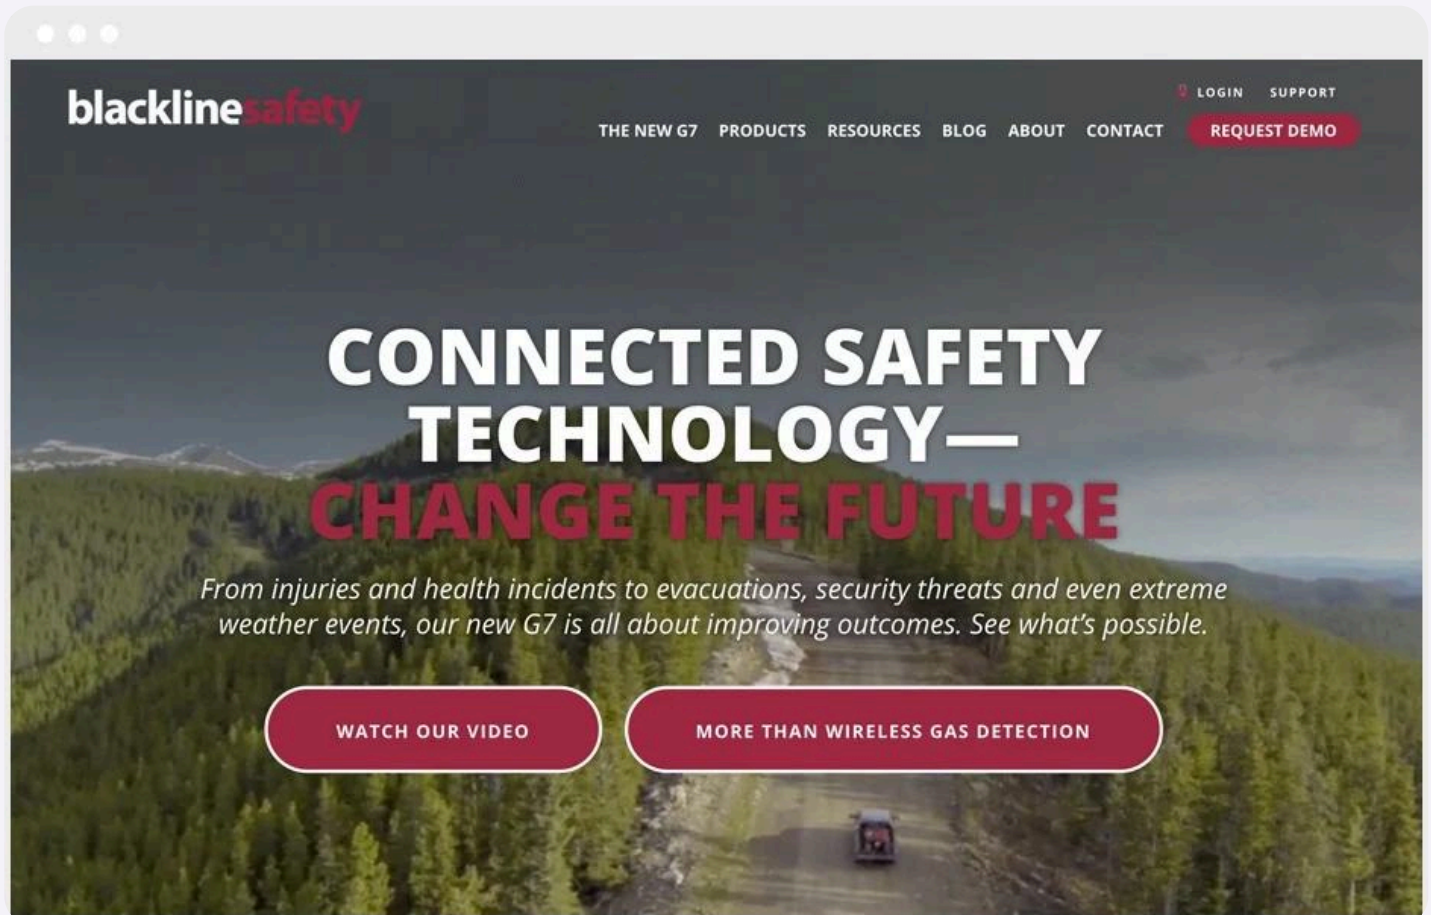 blacklinesafety
LOGIN SUPPORT
THE NEW G7 PRODUCTS RESOURCES BLOG ABOUT CONTACT REQUEST DEMO
CONNECTED SAFETY
TECHNOLOGY—
CHANGE THE FUTURE
From injuries and health incidents to evacuations, security threats and even extreme
weather events, our new G7 is all about improving outcomes. See what's possible.
WATCH OUR VIDEO MORE THAN WIRELESS GAS DETECTION